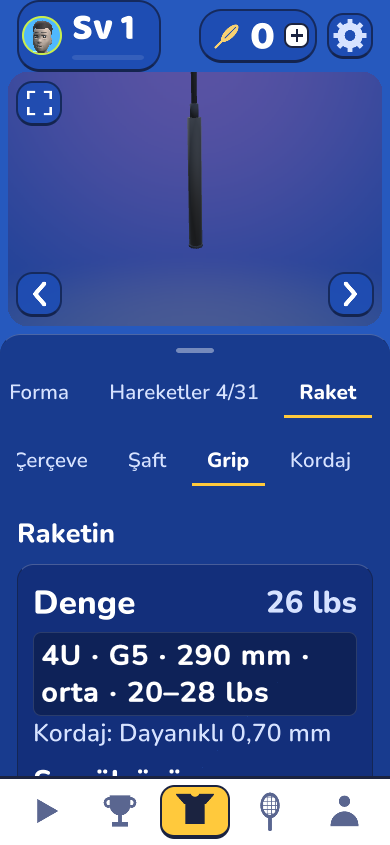 Sv 1
0
Forma Hareketler 4/31 Raket
Çerçeve Şaft Grip Kordaj
Raketin
Denge 26 lbs
4U · G5 · 290 mm ·
orta · 20–28 lbs
Kordaj: Dayanıklı 0,70 mm